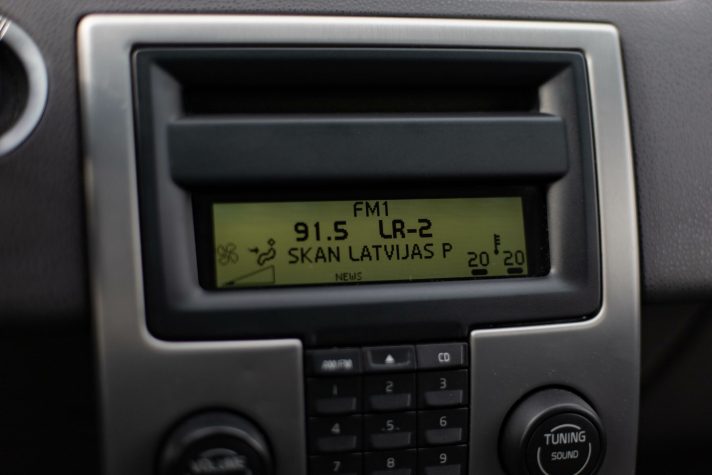 FM1
91.5 LR-2
SKAN LATVIJAS P
20 20
NEWS
AM/FM CD
1 2 3
4 5 6
7 8 9
VOLUME
TUNING
SOUND